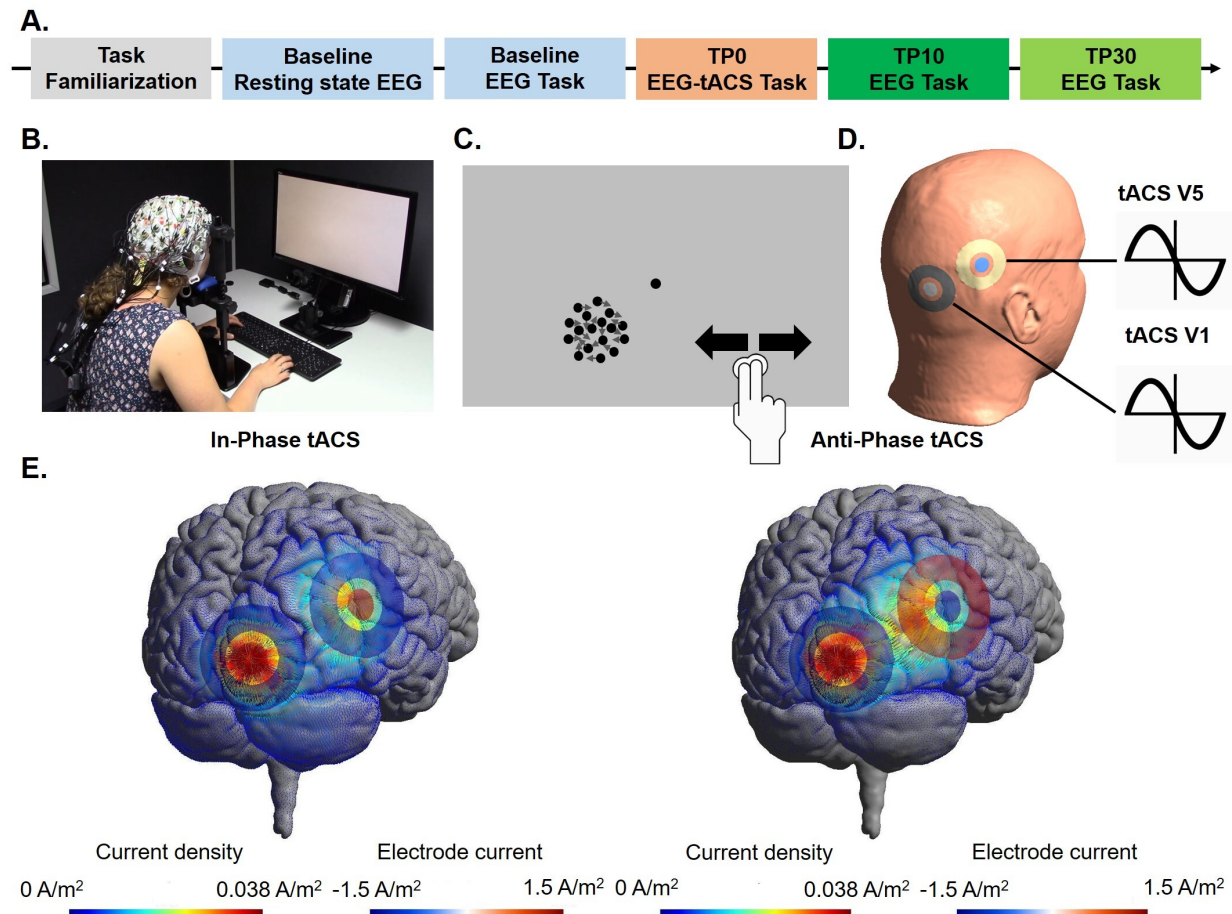 A.
Task
Familiarization
Baseline
Resting state EEG
Baseline
EEG Task
TP0
EEG-tACS Task
TP10
EEG Task
TP30
EEG Task
B.
C.
D.
tACS V5
tACS V1
In-Phase tACS
Anti-Phase tACS
E.
Current density
Electrode current
Current density
Electrode current
0 A/m²
0.038 A/m²
-1.5 A/m²
1.5 A/m²
0 A/m²
0.038 A/m²
-1.5 A/m²
1.5 A/m²